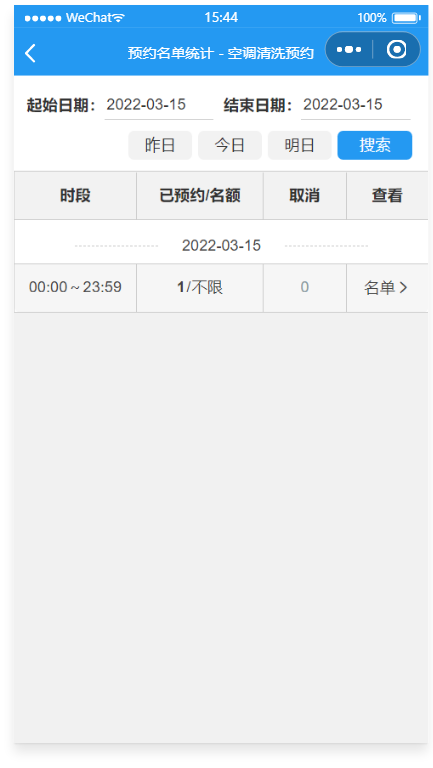 WeChat 15:44 100%
预约名单统计 - 空调清洗预约
起始日期： 2022-03-15 结束日期： 2022-03-15
昨日 今日 明日 搜索
时段 已预约/名额 取消 查看
2022-03-15
00:00 ~ 23:59 1/不限 0 名单